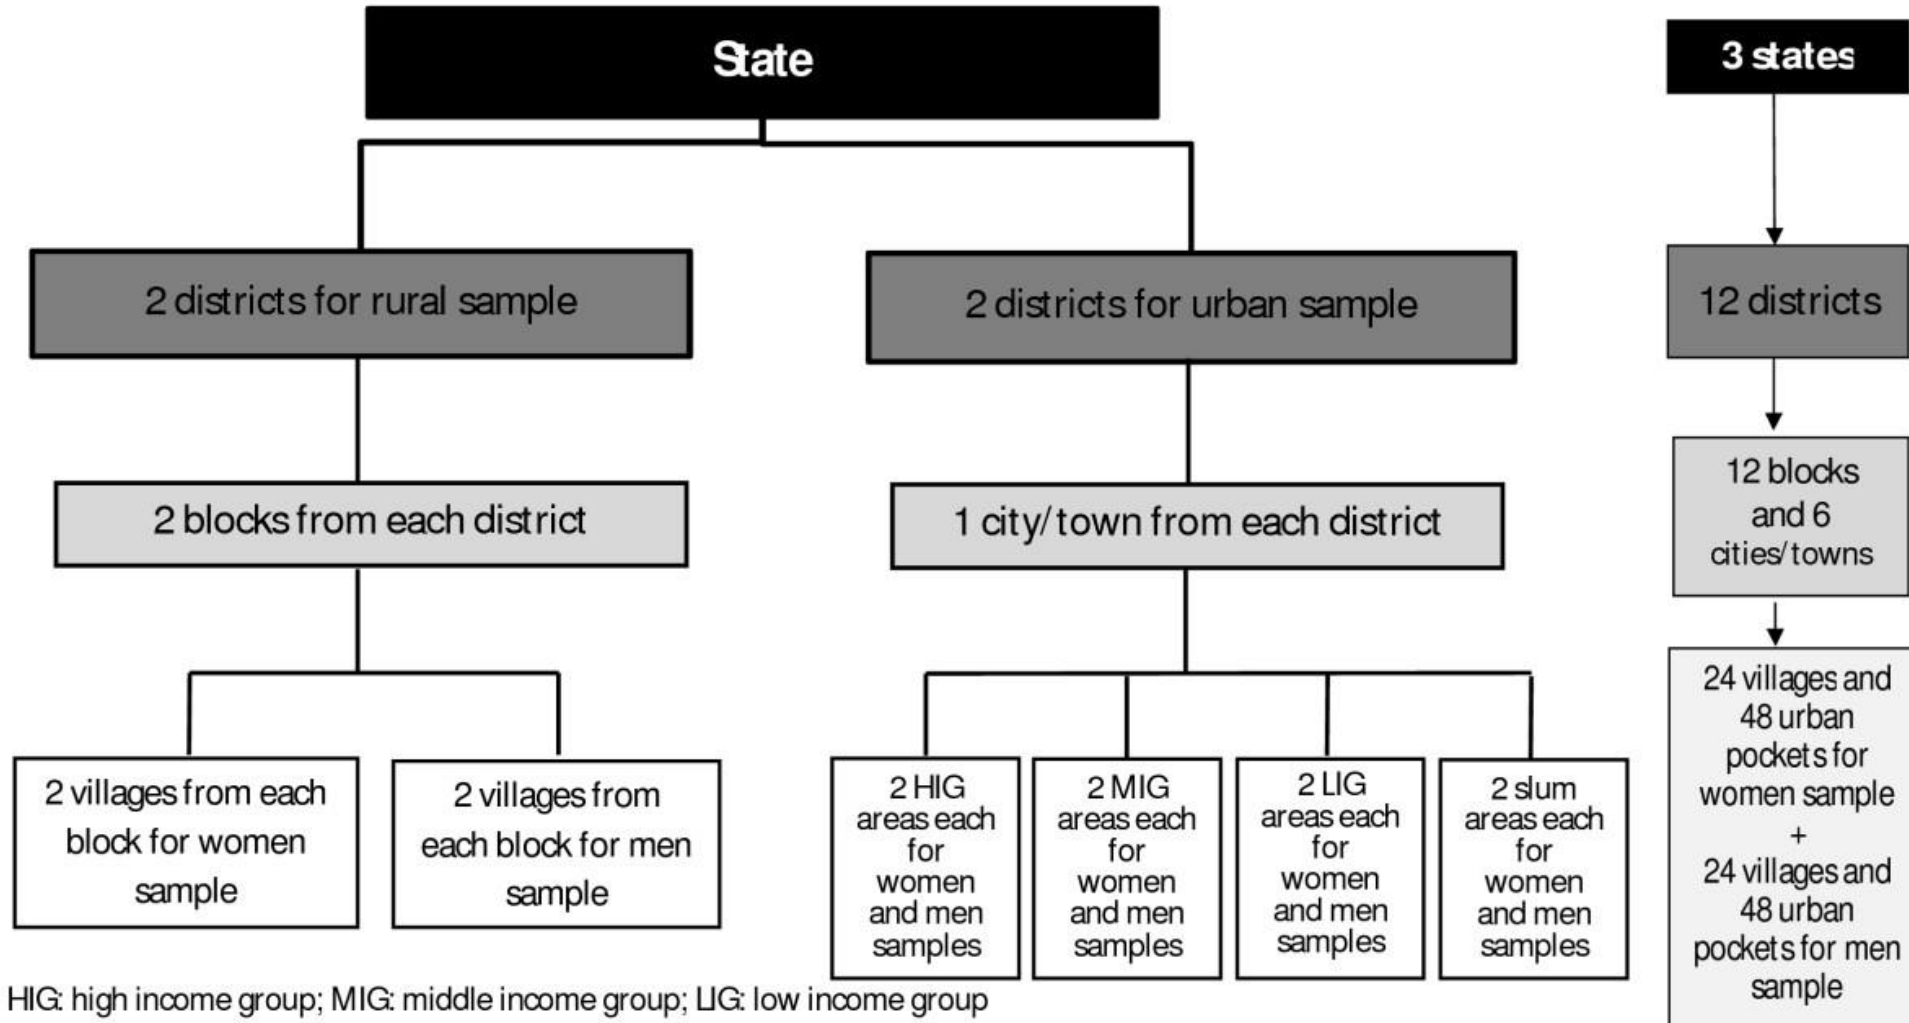 State
2 districts for rural sample
2 districts for urban sample
2 blocks from each district
1 city/town from each district
2 villages from each
block for women
sample
2 villages from
each block for men
sample
2 HIG
areas each
for
women
and men
samples
2 MIG
areas each
for
women
and men
samples
2 LIG
areas each
for
women
and men
samples
2 slum
areas each
for
women
and men
samples
3 states
12 districts
12 blocks
and 6
cities/towns
24 villages and
48 urban
pockets for
women sample
+
24 villages and
48 urban
pockets for men
sample
HIG: high income group; MIG: middle income group; LIG: low income group